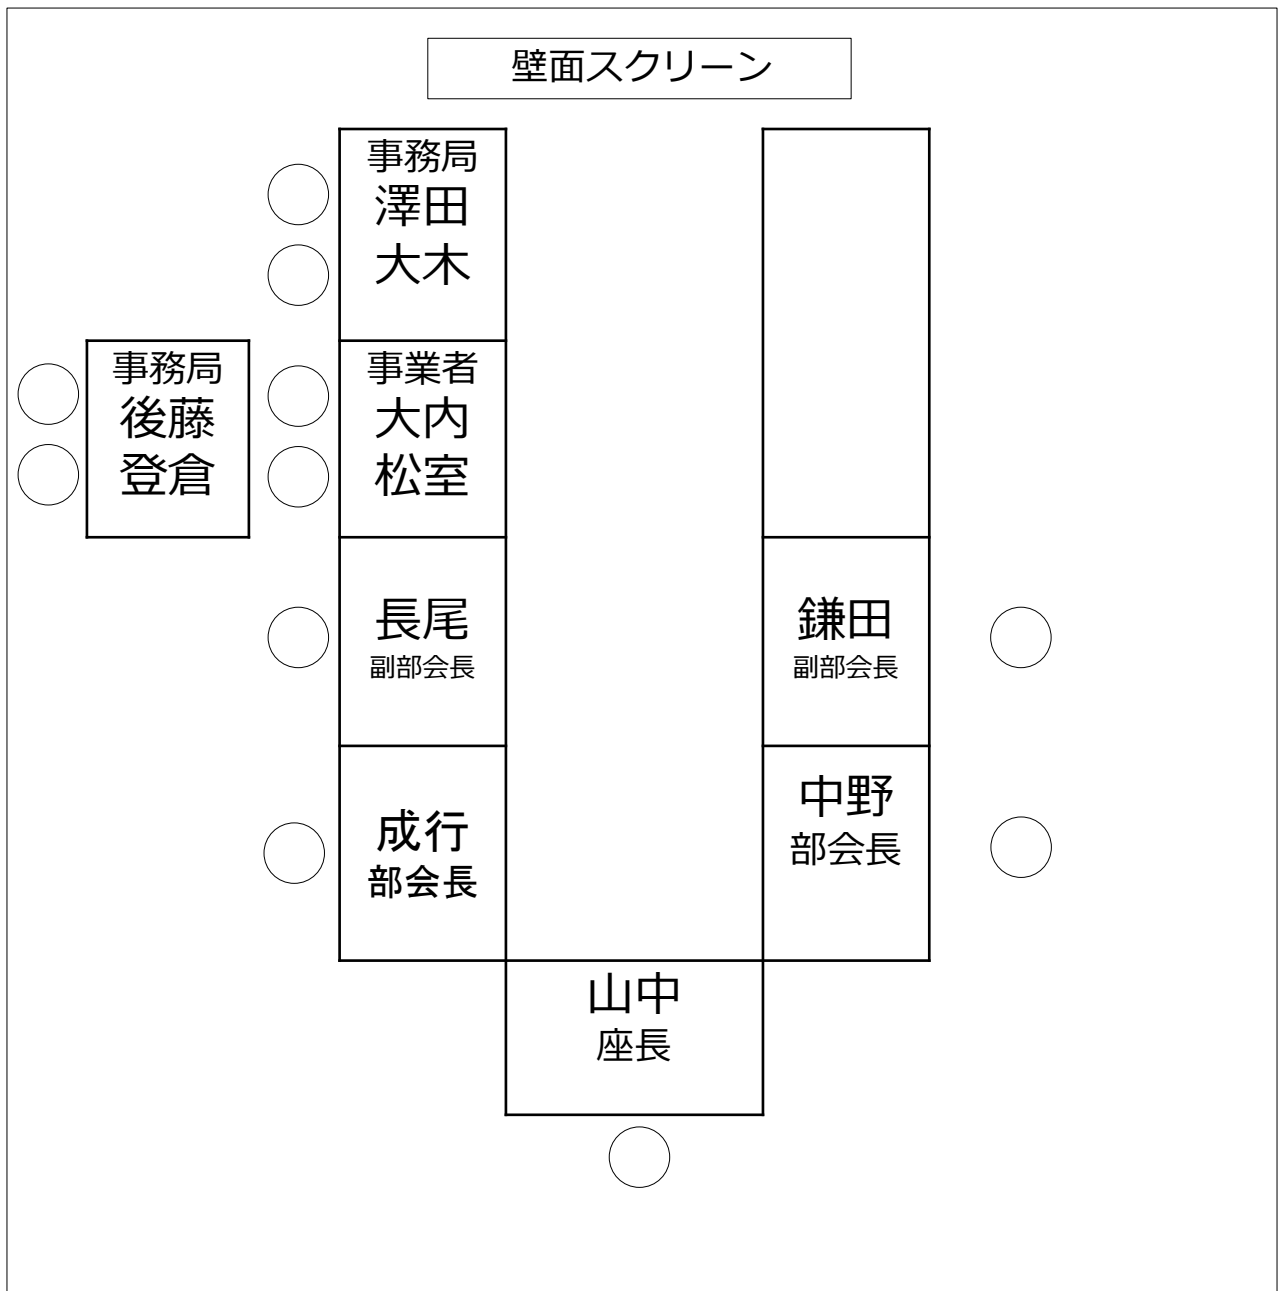 壁面スクリーン
事務局
澤田
大木
事務局
後藤
登倉
事業者
大内
松室
長尾
副部会長
鎌田
副部会長
成行
部会長
中野
部会長
山中
座長